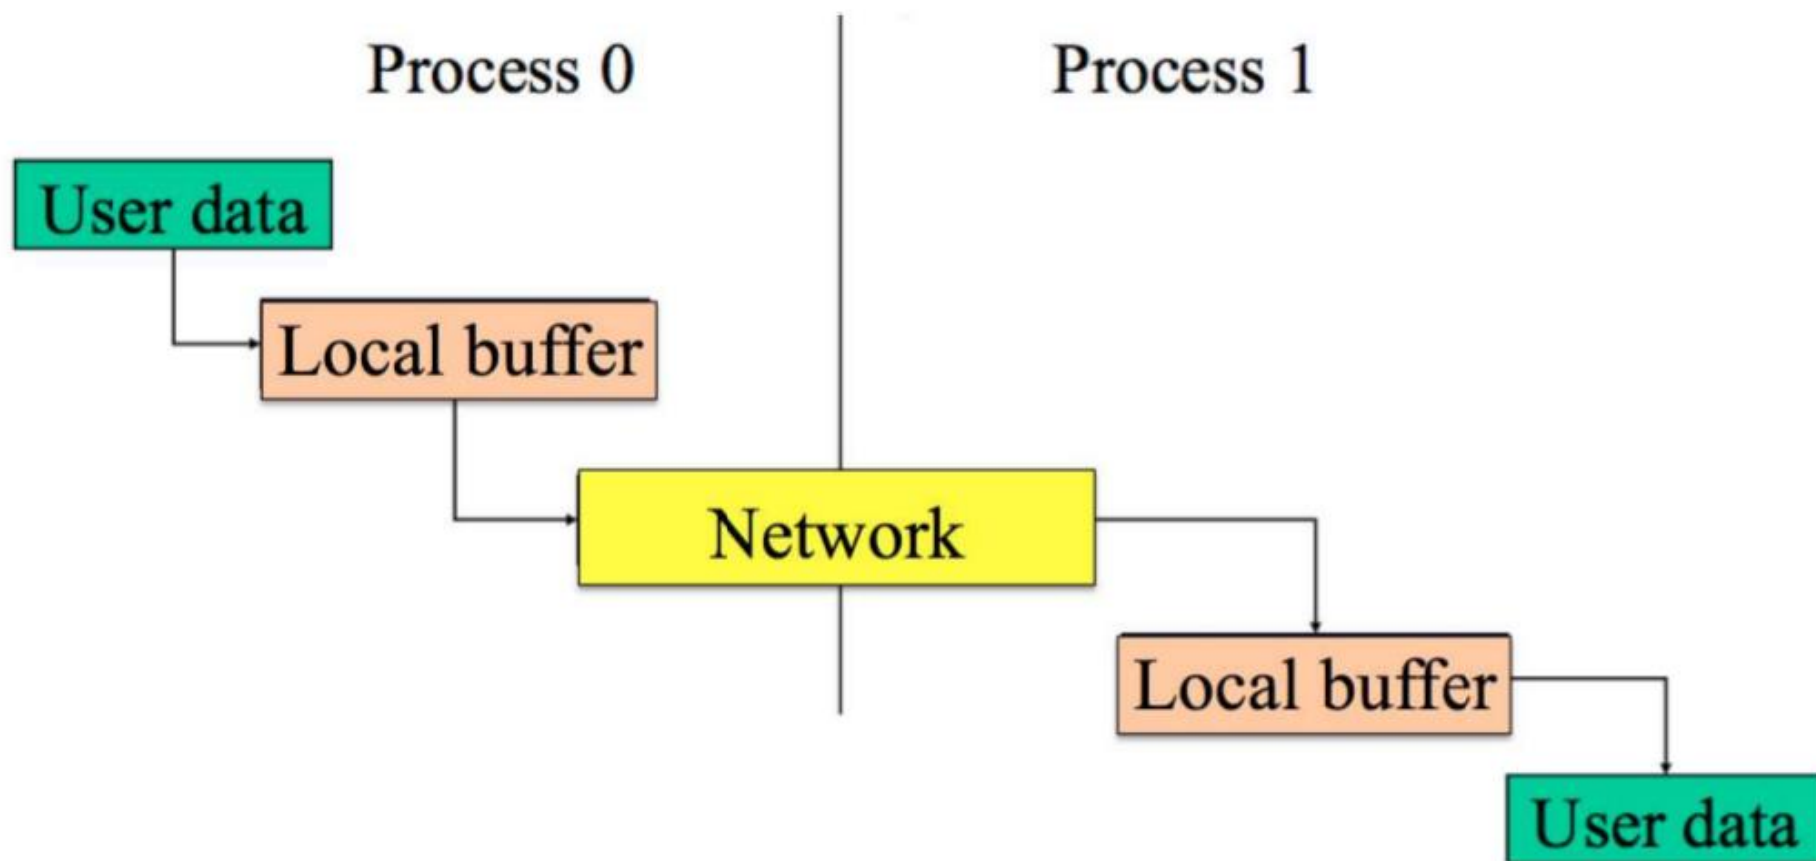 Process 0
Process 1
User data
Local buffer
Network
Local buffer
User data